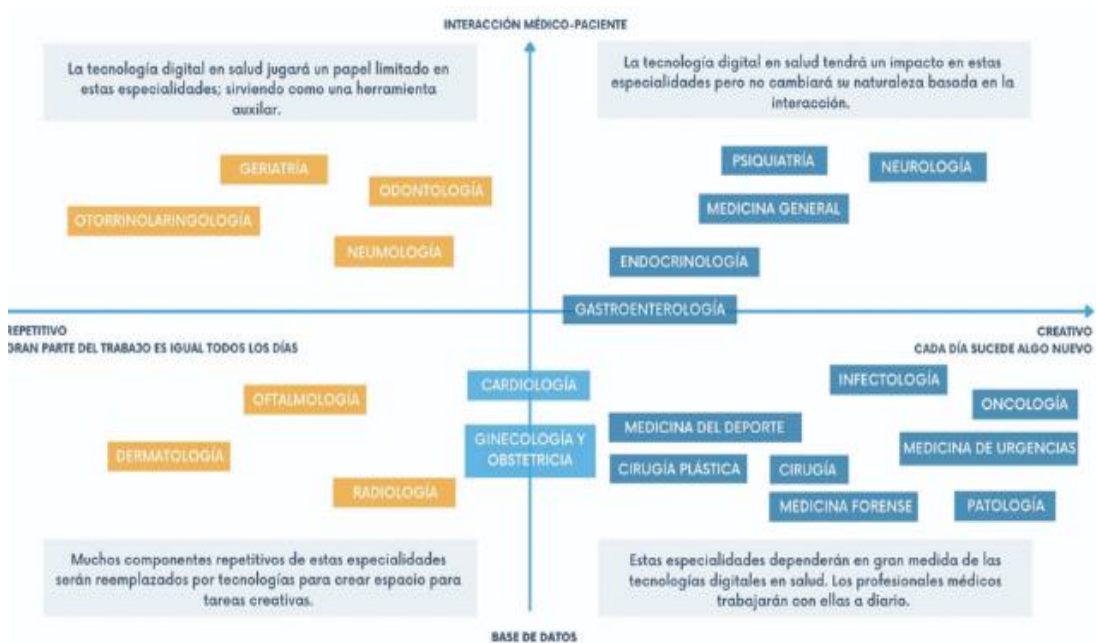 INTERACCIÓN MÉDICO-PACIENTE
La tecnología digital en salud jugará un papel limitado en
estas especialidades; sirviendo como una herramienta
auxilar.
La tecnología digital en salud tendrá un impacto en estas
especialidades pero no cambiará su naturaleza basada en la
interacción.
GERIATRÍA
ODONTOLOGÍA
OTORRINOLARINGOLOGÍA
NEUMOLOGÍA
PSIQUIATRÍA
NEUROLOGÍA
MEDICINA GENERAL
ENDOCRINOLOGÍA
GASTROENTEROLOGÍA
REPETITIVO
GRAN PARTE DEL TRABAJO ES IGUAL TODOS LOS DÍAS
CREATIVO
CADA DÍA SUCEDE ALGO NUEVO
OFTALMOLOGÍA
DERMATOLOGÍA
RADIOLOGÍA
CARDIOLOGÍA
GINECOLOGÍA Y
OBSTETRICIA
INFECTOLOGÍA
ONCOLOGÍA
MEDICINA DEL DEPORTE
MEDICINA DE URGENCIAS
CIRUGÍA PLÁSTICA
CIRUGÍA
MEDICINA FORENSE
PATOLOGÍA
Muchos componentes repetitivos de estas especialidades
serán reemplazados por tecnologías para crear espacio para
tareas creativas.
Estas especialidades dependerán en gran medida de las
tecnologías digitales en salud. Los profesionales médicos
trabajarán con ellas a diario.
BASE DE DATOS